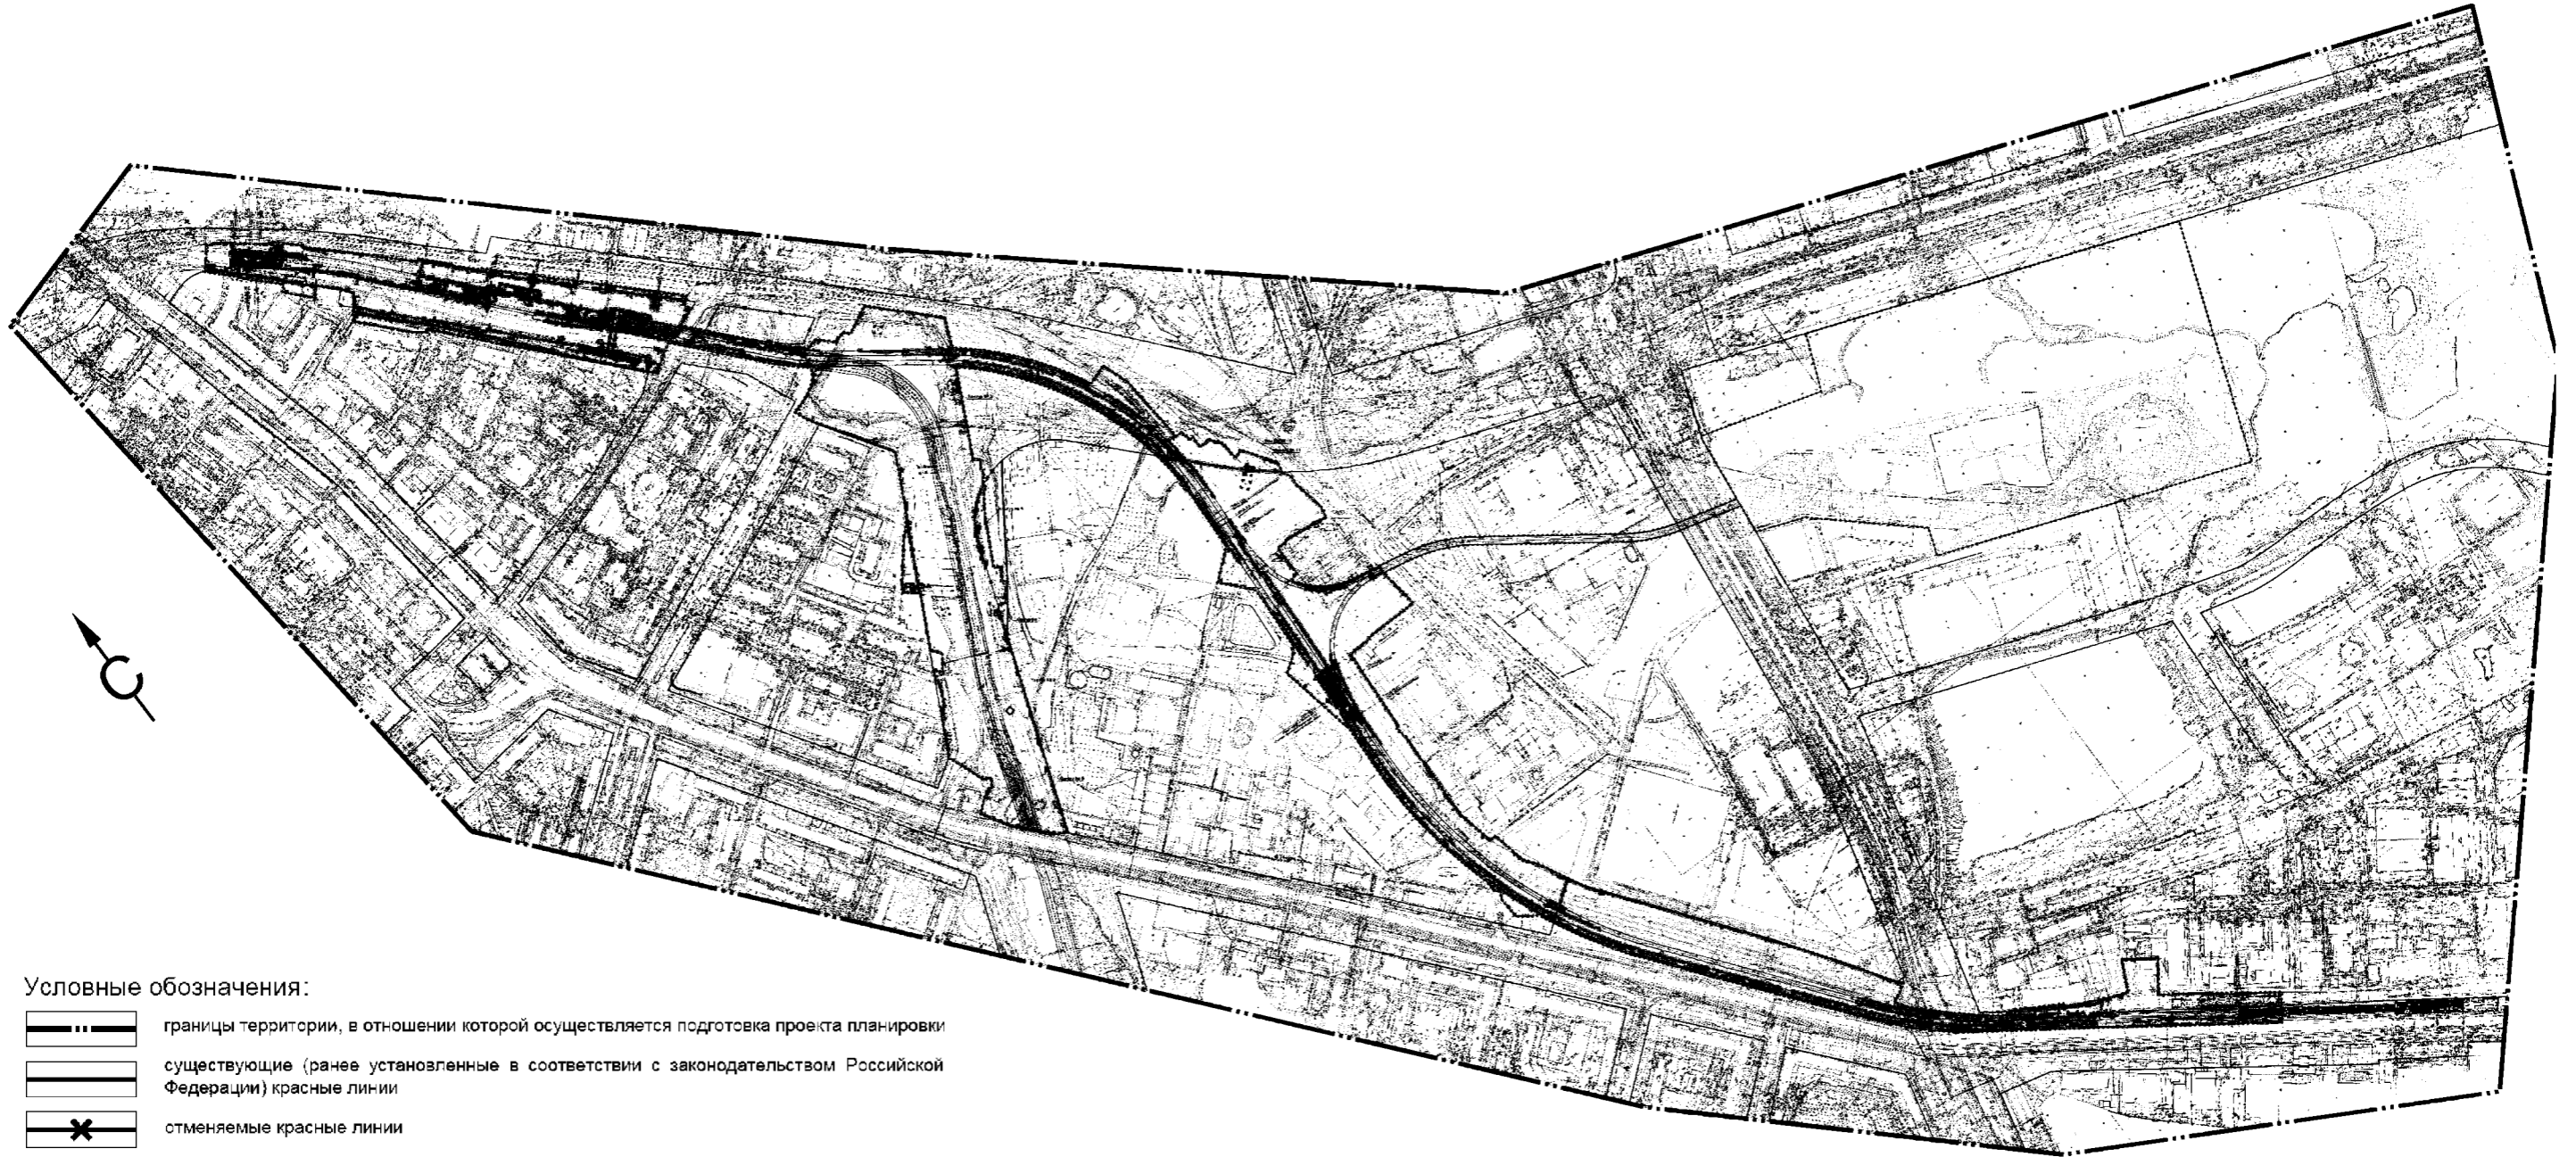 С
Условные обозначения:
границы территории, в отношении которой осуществляется подготовка проекта планировки
существующие (ранее установленные в соответствии с законодательством Российской
Федерации) красные линии
отменяемые красные линии